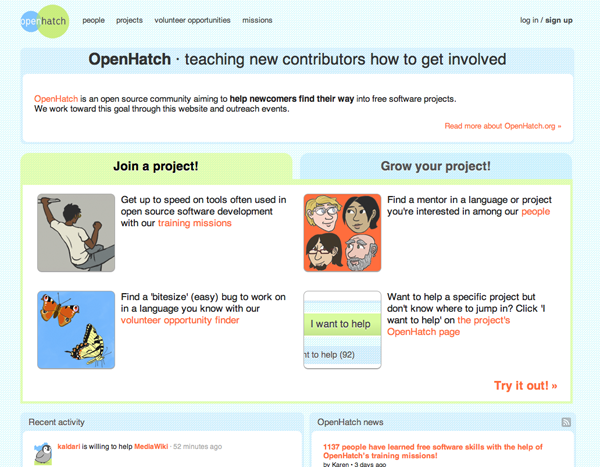 openhatch
people projects volunteer opportunities missions
log in / sign up
OpenHatch · teaching new contributors how to get involved
OpenHatch is an open source community aiming to help newcomers find their way into free software projects.
We work toward this goal through this website and outreach events.
Read more about OpenHatch.org »
Join a project!
Grow your project!
Get up to speed on tools often used in
open source software development
with our training missions
Find a mentor in a language or project
you're interested in among our people
Find a 'bitesize' (easy) bug to work on
in a language you know with our
volunteer opportunity finder
I want to help
nt to help (92)
Want to help a specific project but
don't know where to jump in? Click 'I
want to help' on the project's
OpenHatch page
Try it out! »
Recent activity
kaldari is willing to help MediaWiki · 52 minutes ago
OpenHatch news
1137 people have learned free software skills with the help of
OpenHatch's training missions!
by Karen • 3 days ago